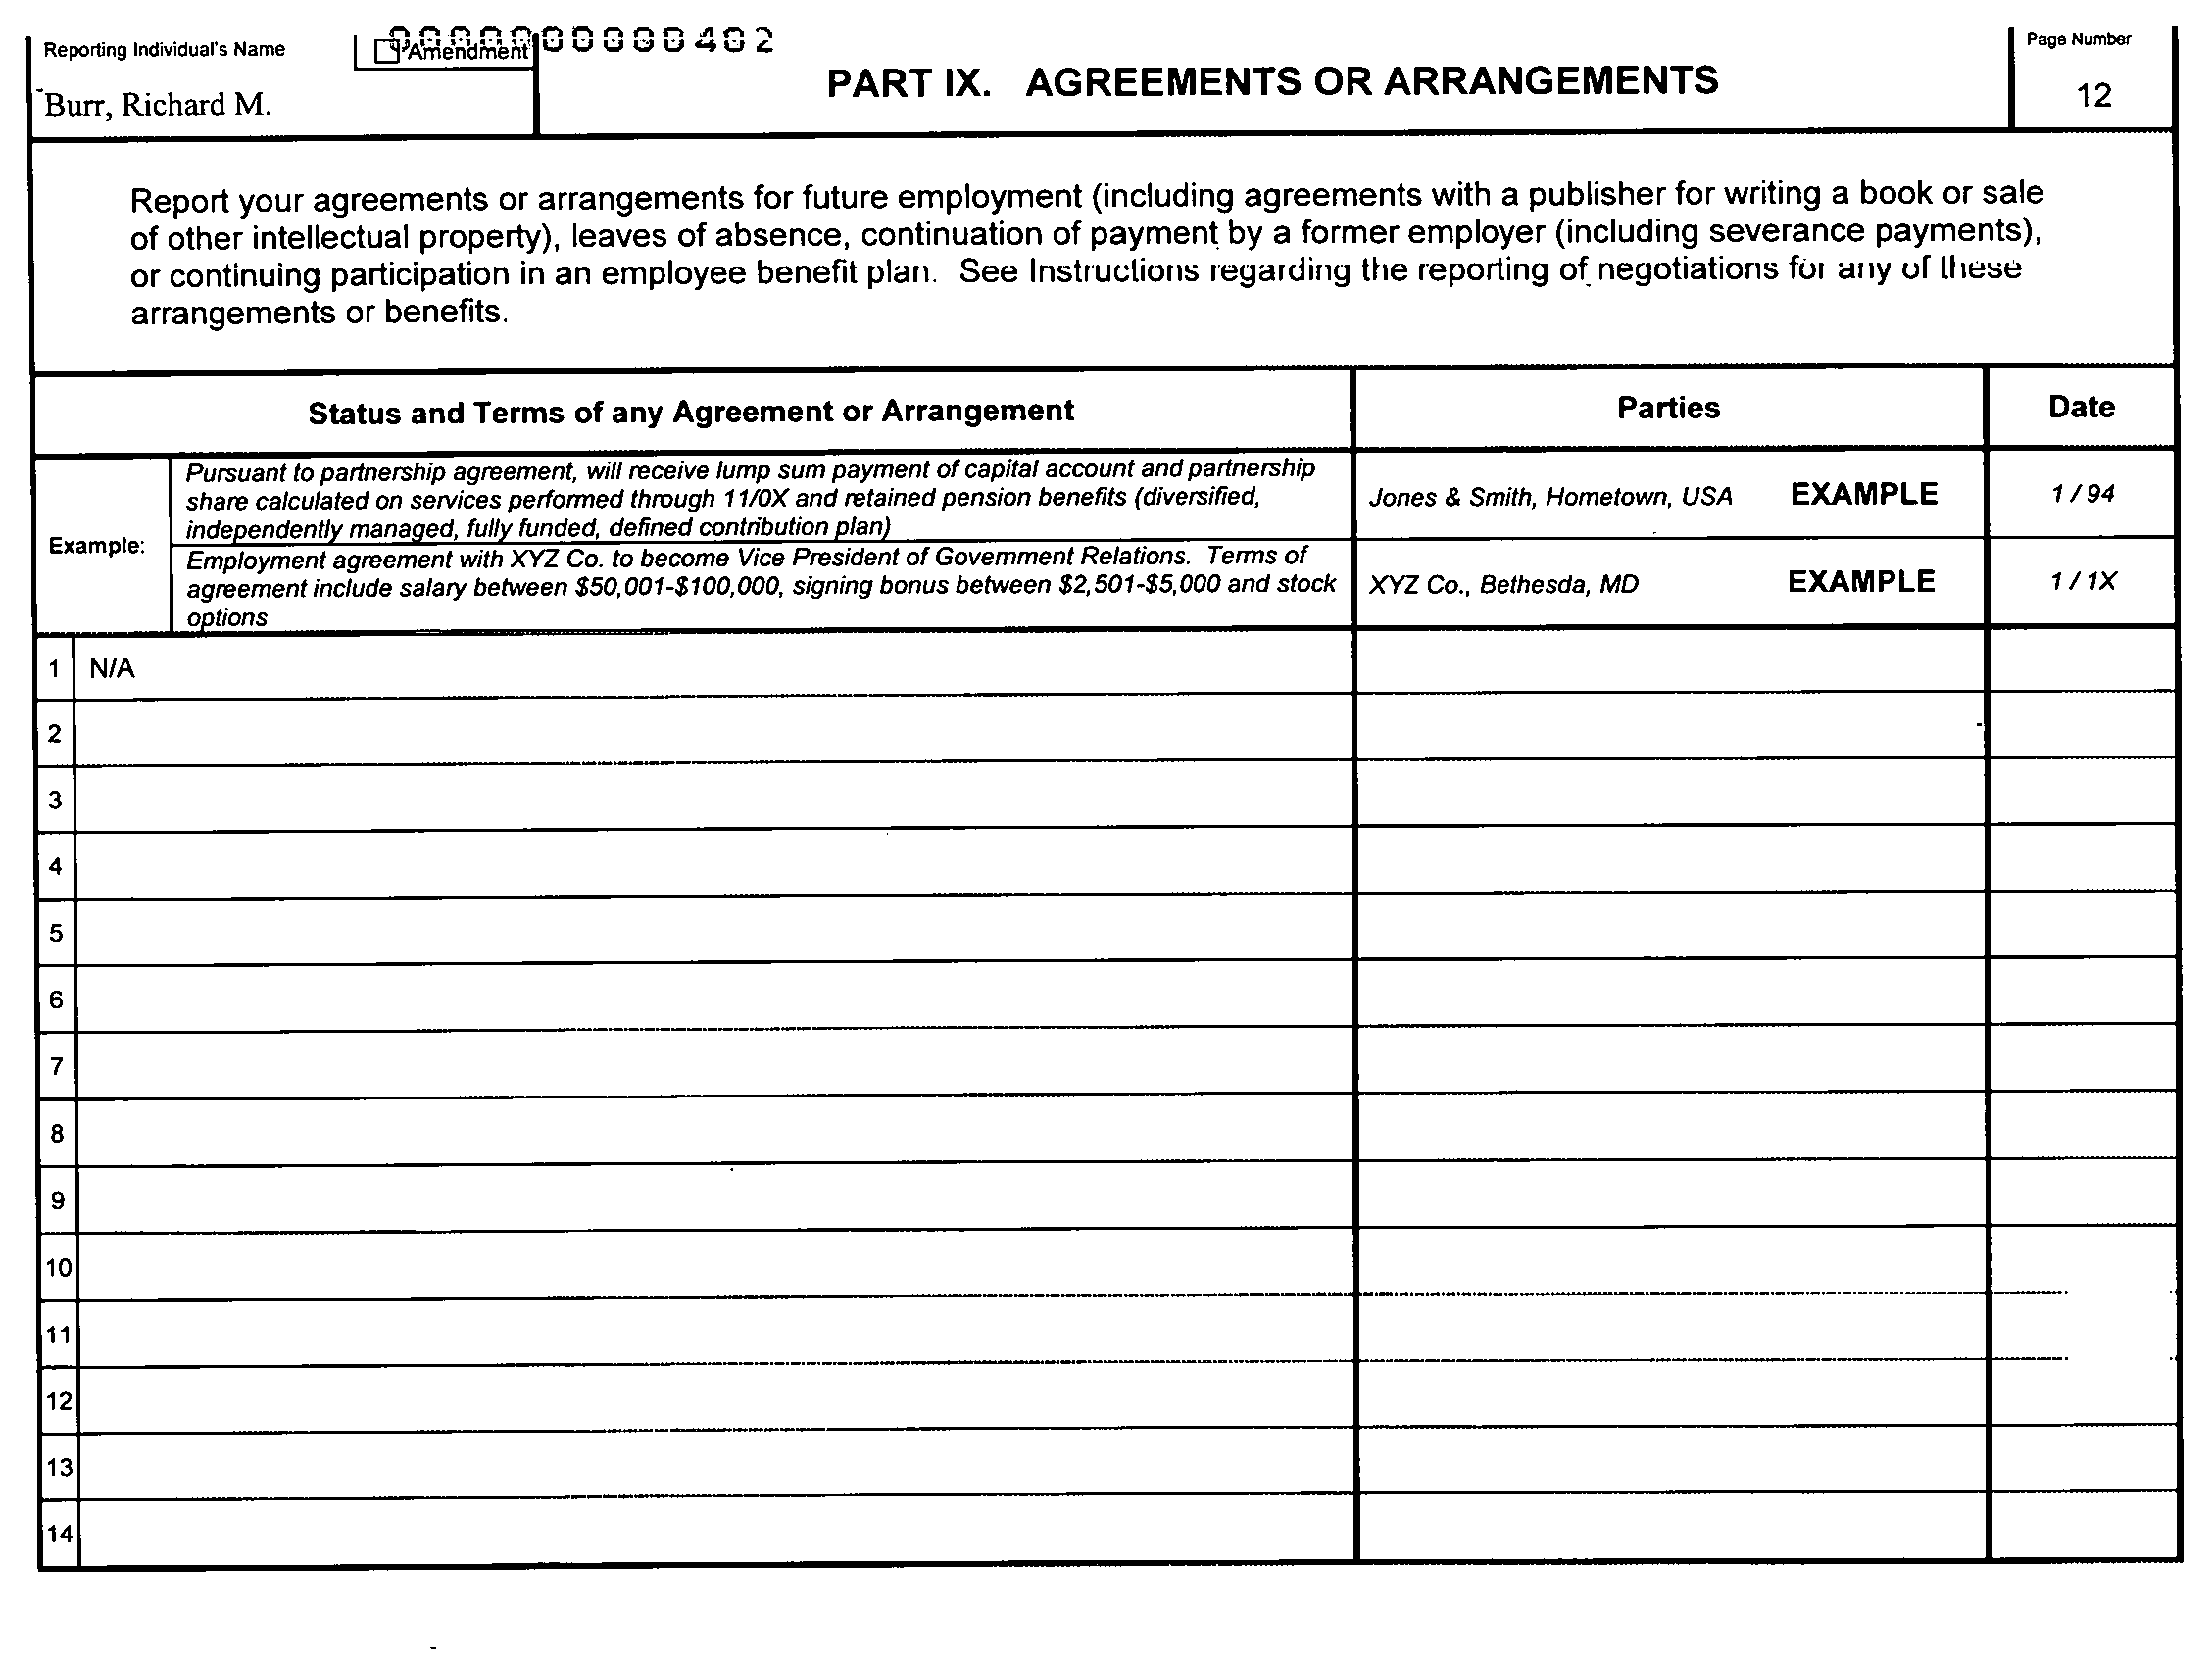 Reporting Individual's Name
Amendment
000000000402
Page Number
Burr, Richard M.
PART IX. AGREEMENTS OR ARRANGEMENTS
12
Report your agreements or arrangements for future employment (including agreements with a publisher for writing a book or sale
of other intellectual property), leaves of absence, continuation of payment by a former employer (including severance payments),
or continuing participation in an employee benefit plan. See Instructions regarding the reporting of negotiations for any of these
arrangements or benefits.
Status and Terms of any Agreement or Arrangement
Parties
Date
Example:
Pursuant to partnership agreement, will receive lump sum payment of capital account and partnership
share calculated on services performed through 11/0X and retained pension benefits (diversified,
independently managed, fully funded, defined contribution plan)
Jones & Smith, Hometown, USA EXAMPLE
1 / 94
Employment agreement with XYZ Co. to become Vice President of Government Relations. Terms of
agreement include salary between $50,001-$100,000, signing bonus between $2,501-$5,000 and stock
options
XYZ Co., Bethesda, MD EXAMPLE
1 / 1X
1 N/A
2
3
4
5
6
7
8
9
10
11
12
13
14